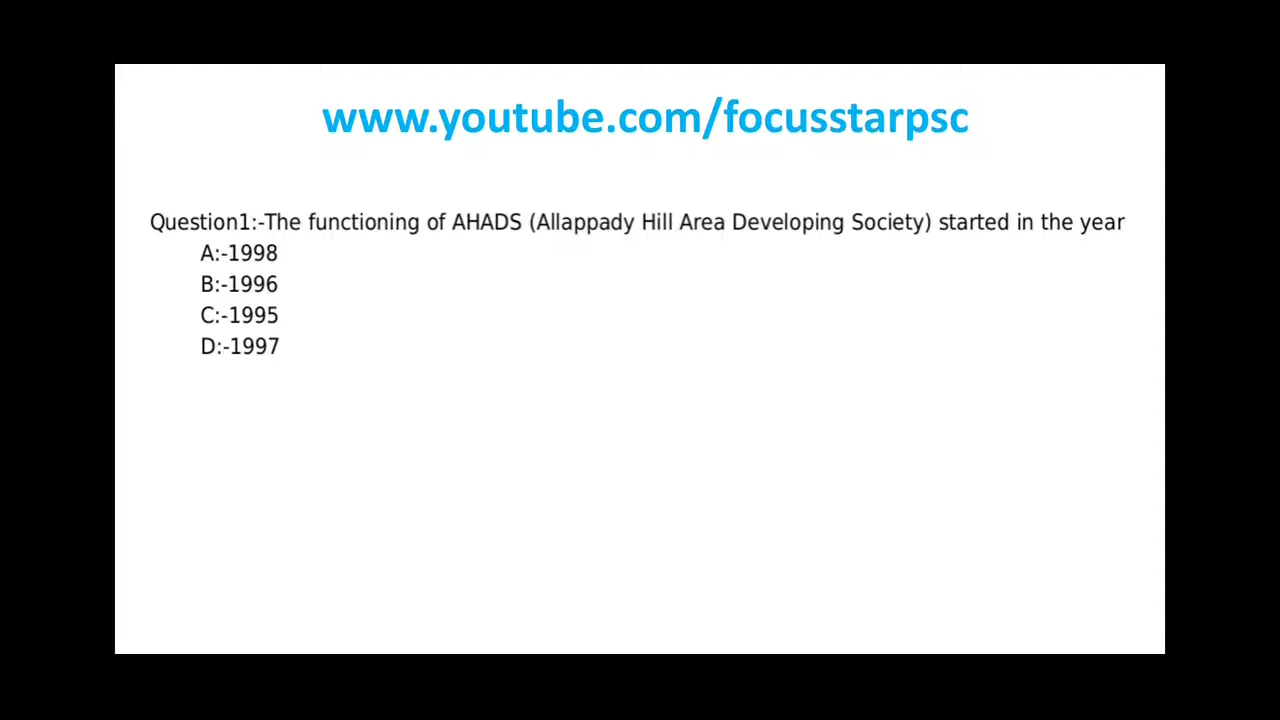 www.youtube.com/focusstarpsc
Question1:-The functioning of AHADS (Allappady Hill Area Developing Society) started in the year
A:-1998
B:-1996
C:-1995
D:-1997